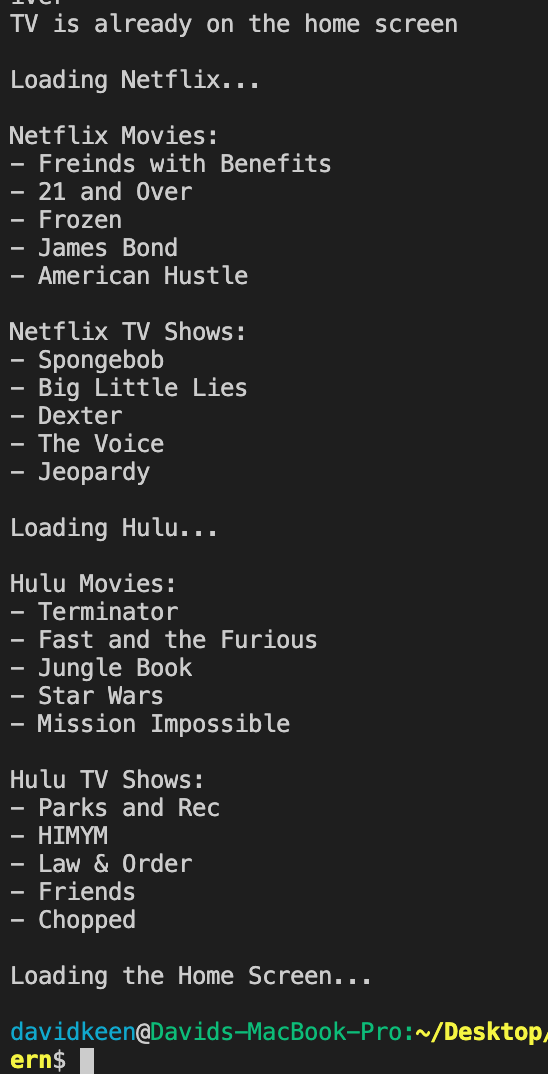 TV is already on the home screen
Loading Netflix...
Netflix Movies:
- Freinds with Benefits
- 21 and Over
- Frozen
- James Bond
- American Hustle
Netflix TV Shows:
- Spongebob
- Big Little Lies
- Dexter
- The Voice
- Jeopardy
Loading Hulu...
Hulu Movies:
- Terminator
- Fast and the Furious
- Jungle Book
- Star Wars
- Mission Impossible
Hulu TV Shows:
- Parks and Rec
- HIMYM
- Law & Order
- Friends
- Chopped
Loading the Home Screen...
davidkeen@Davids-MacBook-Pro:~/Desktop/
ern$